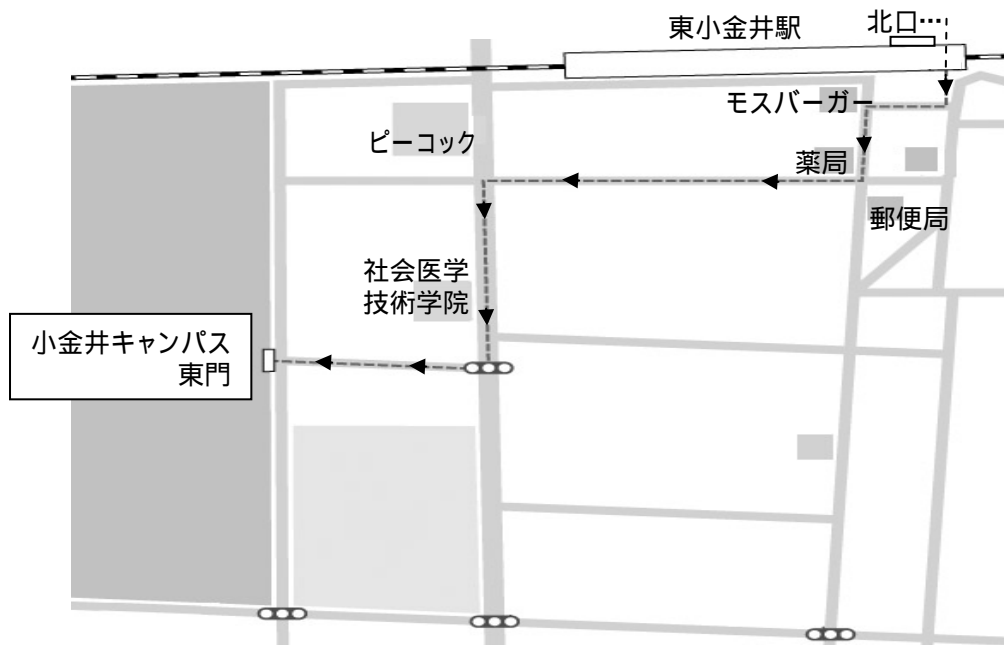 東小金井駅
北口…
モスバーガー
ピーコック
薬局
郵便局
社会医学
技術学院
小金井キャンパス
東門